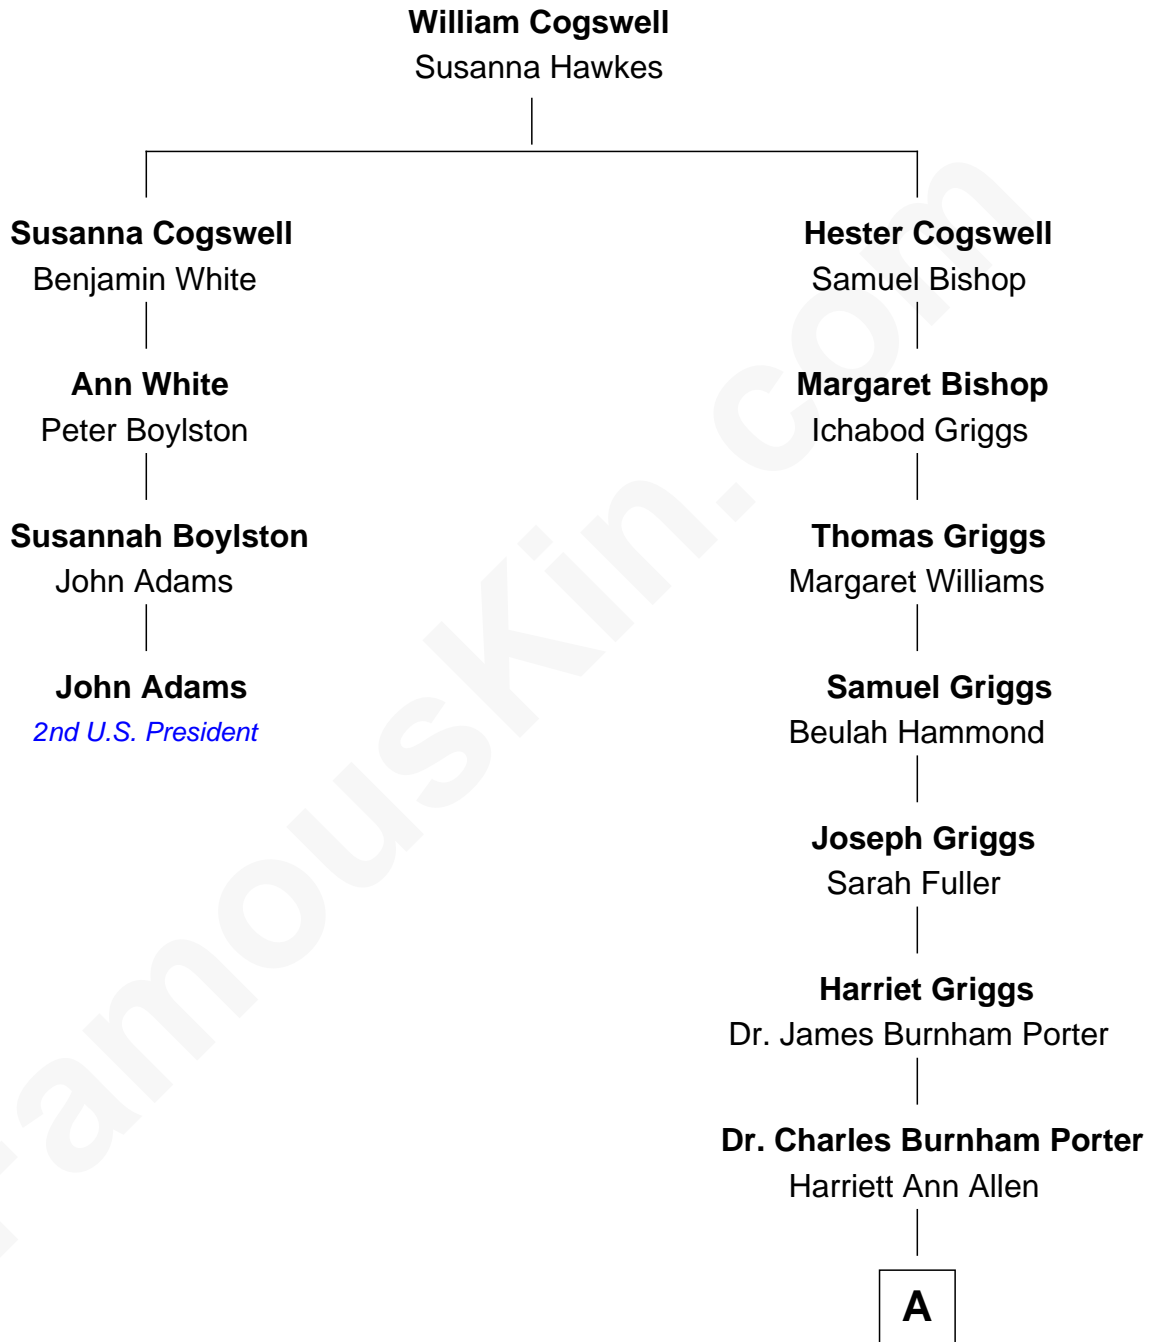 William Cogswell
Susanna Hawkes
Susanna Cogswell
Benjamin White
Ann White
Peter Boylston
Susannah Boylston
John Adams
John Adams
2nd U.S. President
Hester Cogswell
Samuel Bishop
Margaret Bishop
Ichabod Griggs
Thomas Griggs
Margaret Williams
Samuel Griggs
Beulah Hammond
Joseph Griggs
Sarah Fuller
Harriet Griggs
Dr. James Burnham Porter
Dr. Charles Burnham Porter
Harriett Ann Allen
A
FamousKin.com